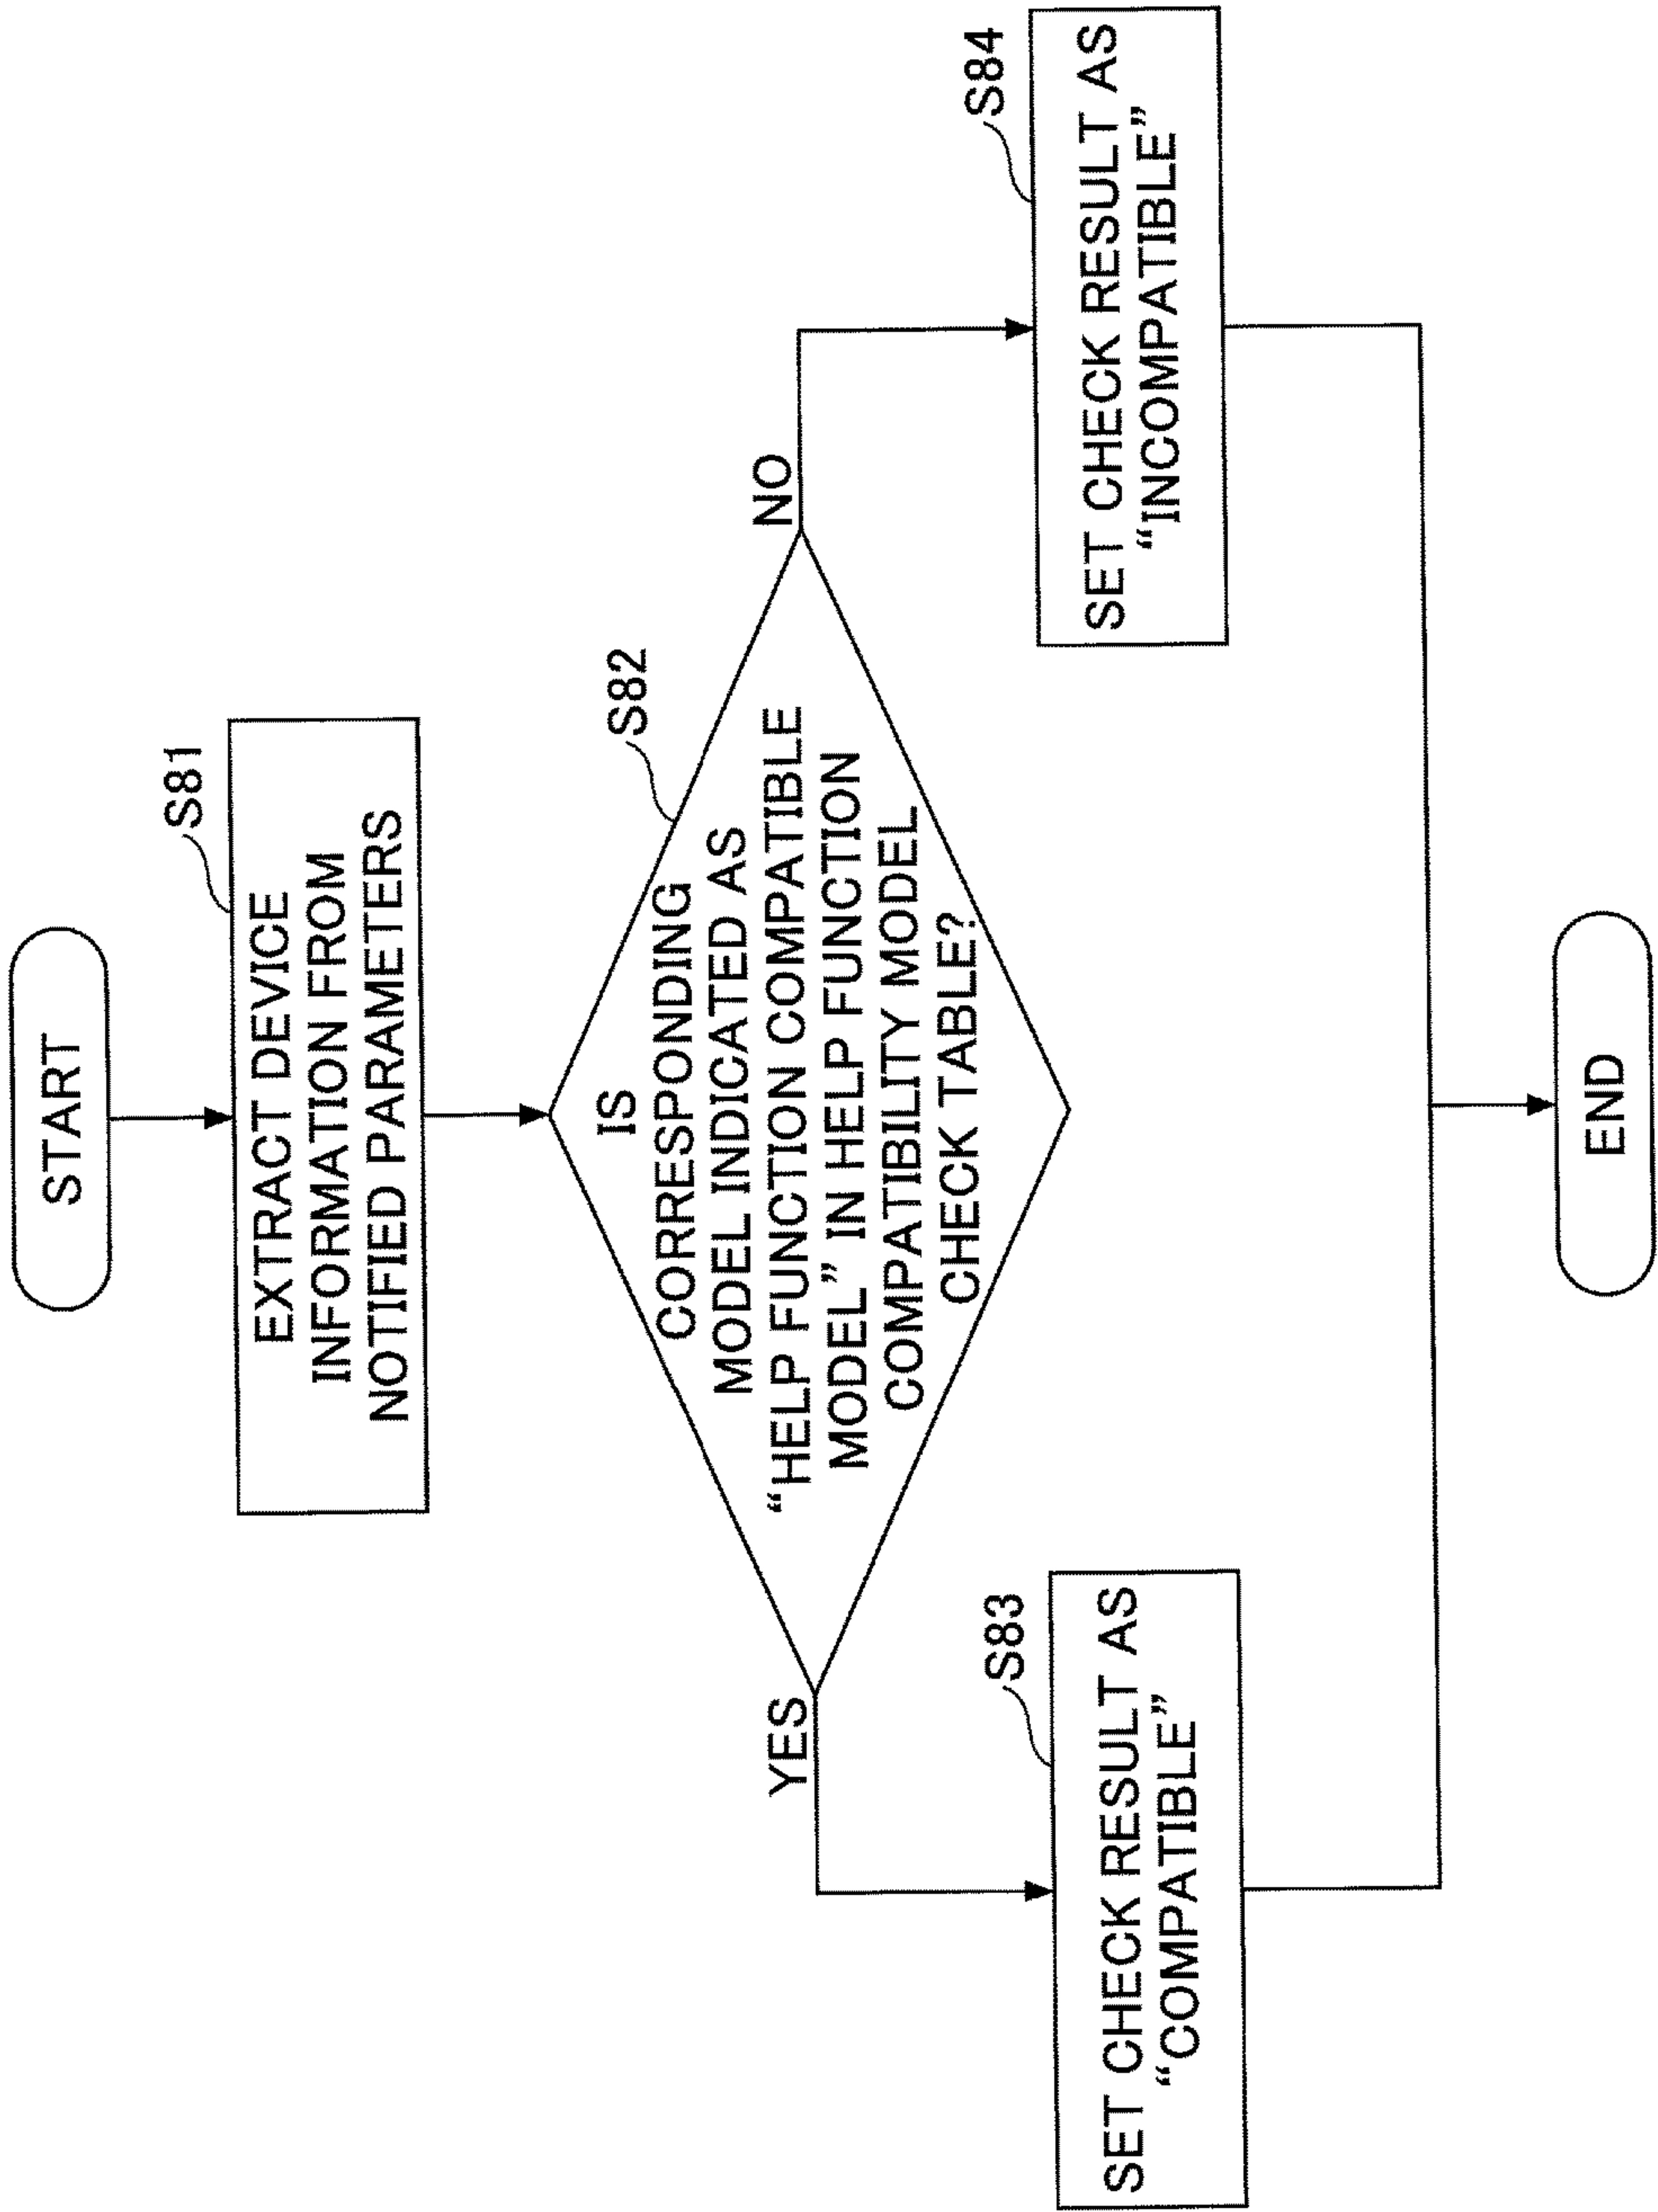 START
S81
EXTRACT DEVICE
INFORMATION FROM
NOTIFIED PARAMETERS
S82
IS
CORRESPONDING
MODEL INDICATED AS
“HELP FUNCTION COMPATIBLE
MODEL” IN HELP FUNCTION
COMPATIBILITY MODEL
CHECK TABLE?
YES
NO
S83
SET CHECK RESULT AS
“COMPATIBLE”
S84
SET CHECK RESULT AS
“INCOMPATIBLE”
END